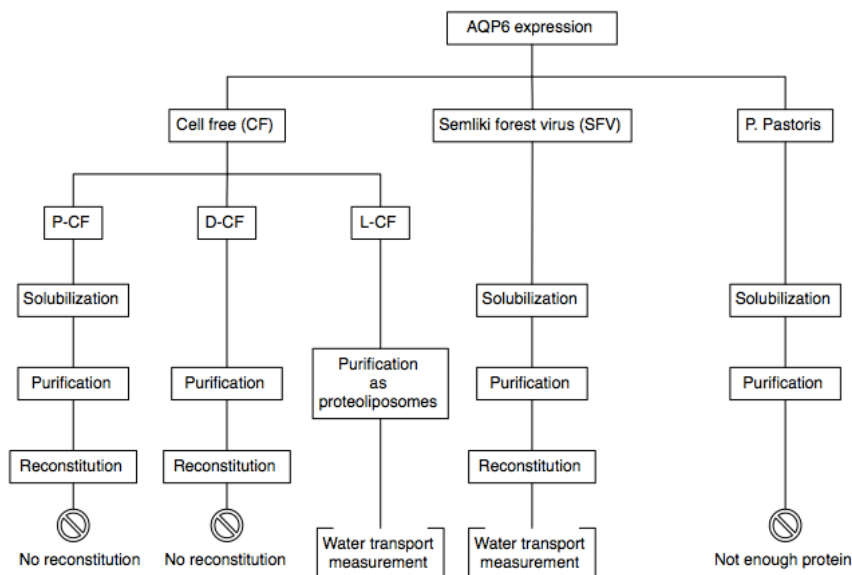 AQP6 expression
Cell free (CF)
Semliki forest virus (SFV)
P. Pastoris
P-CF
D-CF
L-CF
Solubilization
Solubilization
Solubilization
Purification
Purification
Purification
as
proteoliposomes
Purification
Purification
Reconstitution
Reconstitution
Reconstitution
No reconstitution
No reconstitution
Water transport
measurement
Water transport
measurement
Not enough protein